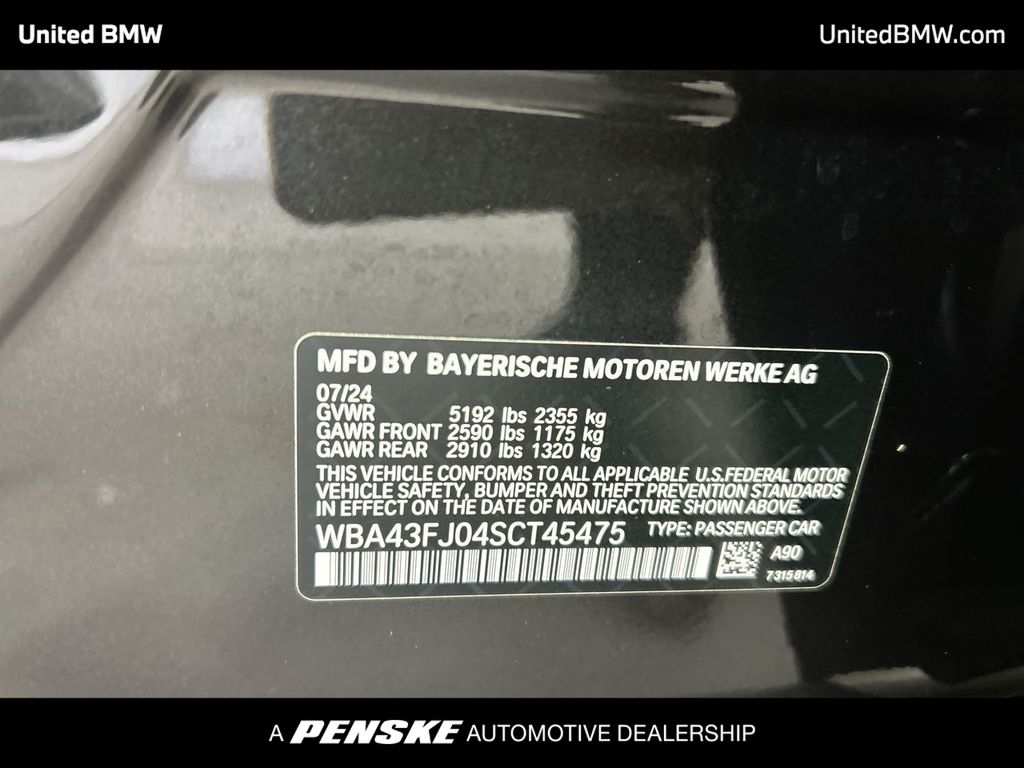 United BMW
UnitedBMW.com
MFD BY BAYERISCHE MOTOREN WERKE AG
07/24
GVWR 5192 lbs 2355 kg
GAWR FRONT 2590 lbs 1175 kg
GAWR REAR 2910 lbs 1320 kg
THIS VEHICLE CONFORMS TO ALL APPLICABLE U.S.FEDERAL MOTOR
VEHICLE SAFETY, BUMPER AND THEFT PREVENTION STANDARDS
IN EFFECT ON THE DATE OF MANUFACTURE SHOWN ABOVE.
WBA43FJ04SCT45475 TYPE: PASSENGER CAR
A90
7315814
A PENSKE AUTOMOTIVE DEALERSHIP